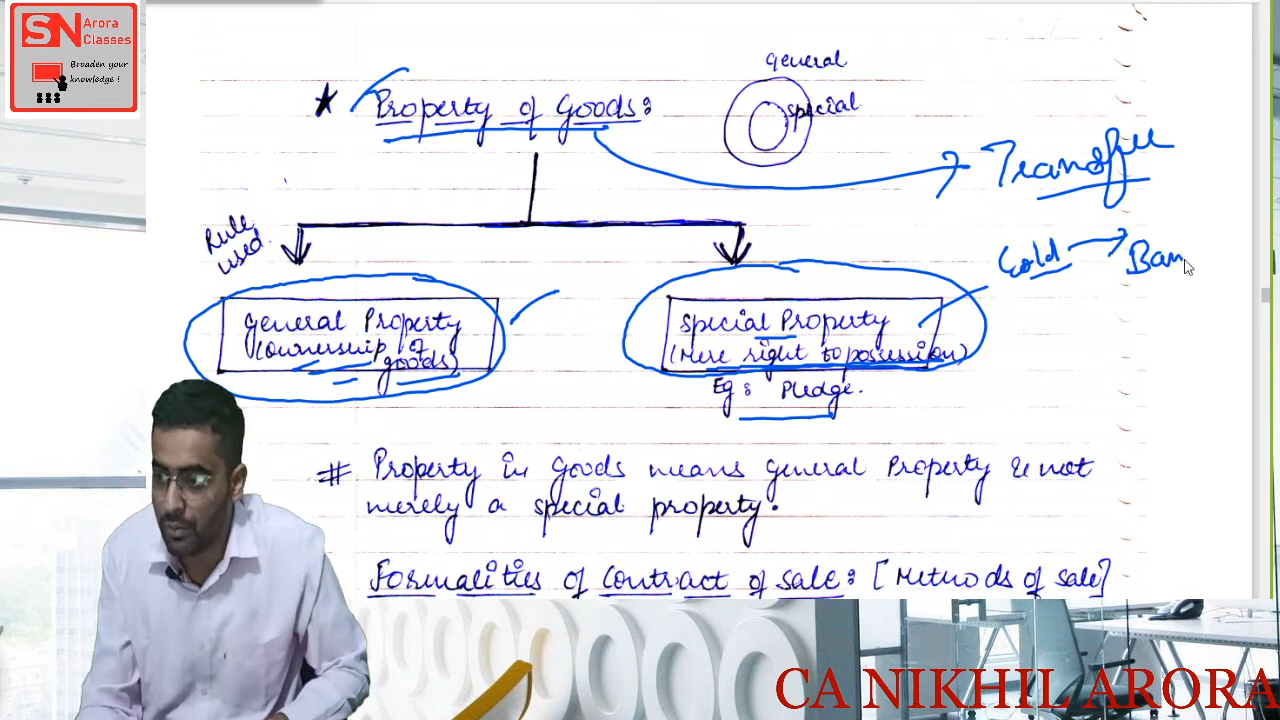 SN Arora
Classes
Broaden your
knowledge !
general
special
★ Property of Goods:
Transfer
Rule
used.
Gold → Ban
general Property
(ownership of
goods)
special Property
(Mere right to possession)
Eg: Pledge.
# Property in Goods means general Property & not
merely a special property.
Formalities of contract of sale: [Methods of sale]
CA NIKHIL ARORA